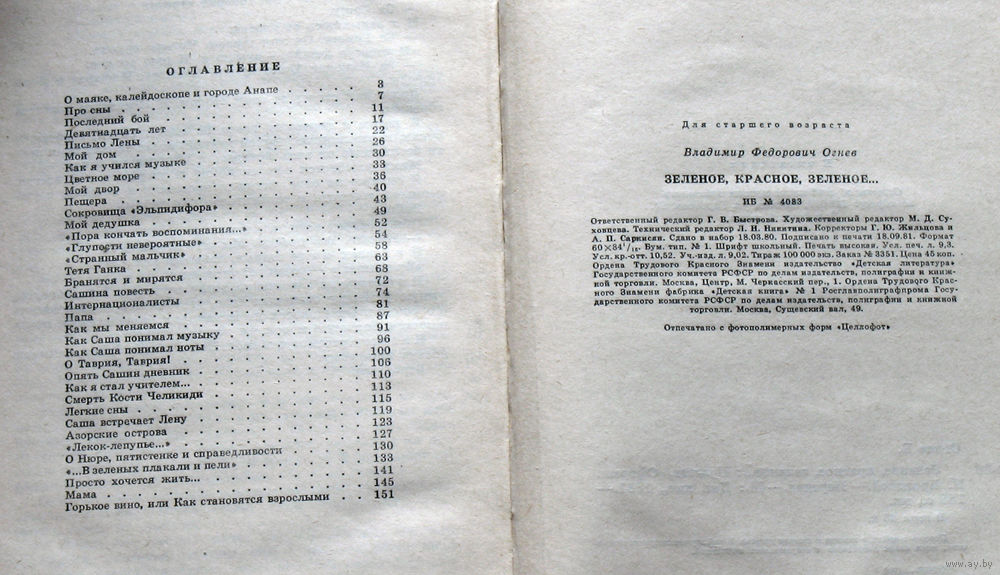 ОГЛАВЛЕНИЕ
О маяке, калейдоскопе и городе Анапе . . . . 3
Про сны . . . . 7
Последний бой . . . . 11
Девятнадцать лет . . . . 17
Письмо Лены . . . . 22
Мой дом . . . . 26
Как я учился музыке . . . . 30
Цветное море . . . . 33
Мой двор . . . . 36
Пещера . . . . 40
Сокровища «Эльпидифора» . . . . 43
Мой дедушка . . . . 49
«Пора кончать воспоминания...» . . . . 52
«Глупости невероятные» . . . . 54
«Странный мальчик» . . . . 58
Тетя Ганка . . . . 63
Бранятся и мирятся . . . . 68
Сашина повесть . . . . 72
Интернационалисты . . . . 74
Папа . . . . 81
Как мы меняемся . . . . 87
Как Саша понимал музыку . . . . 91
Как Саша понимал ноты . . . . 96
О Таврия, Таврия! . . . . 100
Опять Сашин дневник . . . . 106
Как я стал учителем... . . . . 110
Смерть Кости Челикиди . . . . 113
Легкие сны . . . . 115
Саша встречает Лену . . . . 119
Азорские острова . . . . 123
«Лекок-лепупье...» . . . . 127
О Нюре, пятистенке и справедливости . . . . 130
«...В зеленых плакали и пели» . . . . 133
Просто хочется жить... . . . . 141
Мама . . . . 145
Горькое вино, или Как становятся взрослыми . . 151
Для старшего возраста
Владимир Федорович Огнев
ЗЕЛЕНОЕ, КРАСНОЕ, ЗЕЛЕНОЕ...
ИБ № 4083
Ответственный редактор Г. В. Быстрова. Художественный редактор М. Д. Су-
ховцева. Технический редактор Л. Н. Никитина. Корректоры Г. Ю. Жильцова и
А. П. Саркисян. Сдано в набор 18.03.80. Подписано к печати 18.09.81. Формат
60×84¹/₁₆. Бум. тип. № 1. Шрифт школьный. Печать высокая. Усл. печ. л. 9,3.
Усл. кр.-отт. 10,52. Уч.-изд. л. 9,02. Тираж 100 000 экз. Заказ № 3351. Цена 45 коп.
Ордена Трудового Красного Знамени издательство «Детская литература»
Государственного комитета РСФСР по делам издательств, полиграфии и книж-
ной торговли. Москва, Центр, М. Черкасский пер., 1. Ордена Трудового Крас-
ного Знамени фабрика «Детская книга» № 1 Росглавполиграфпрома Госу-
дарственного комитета РСФСР по делам издательств, полиграфии и книжной
торговли. Москва, Сущевский вал, 49.
Отпечатано с фотополимерных форм «Целлофот»
www.ay.by